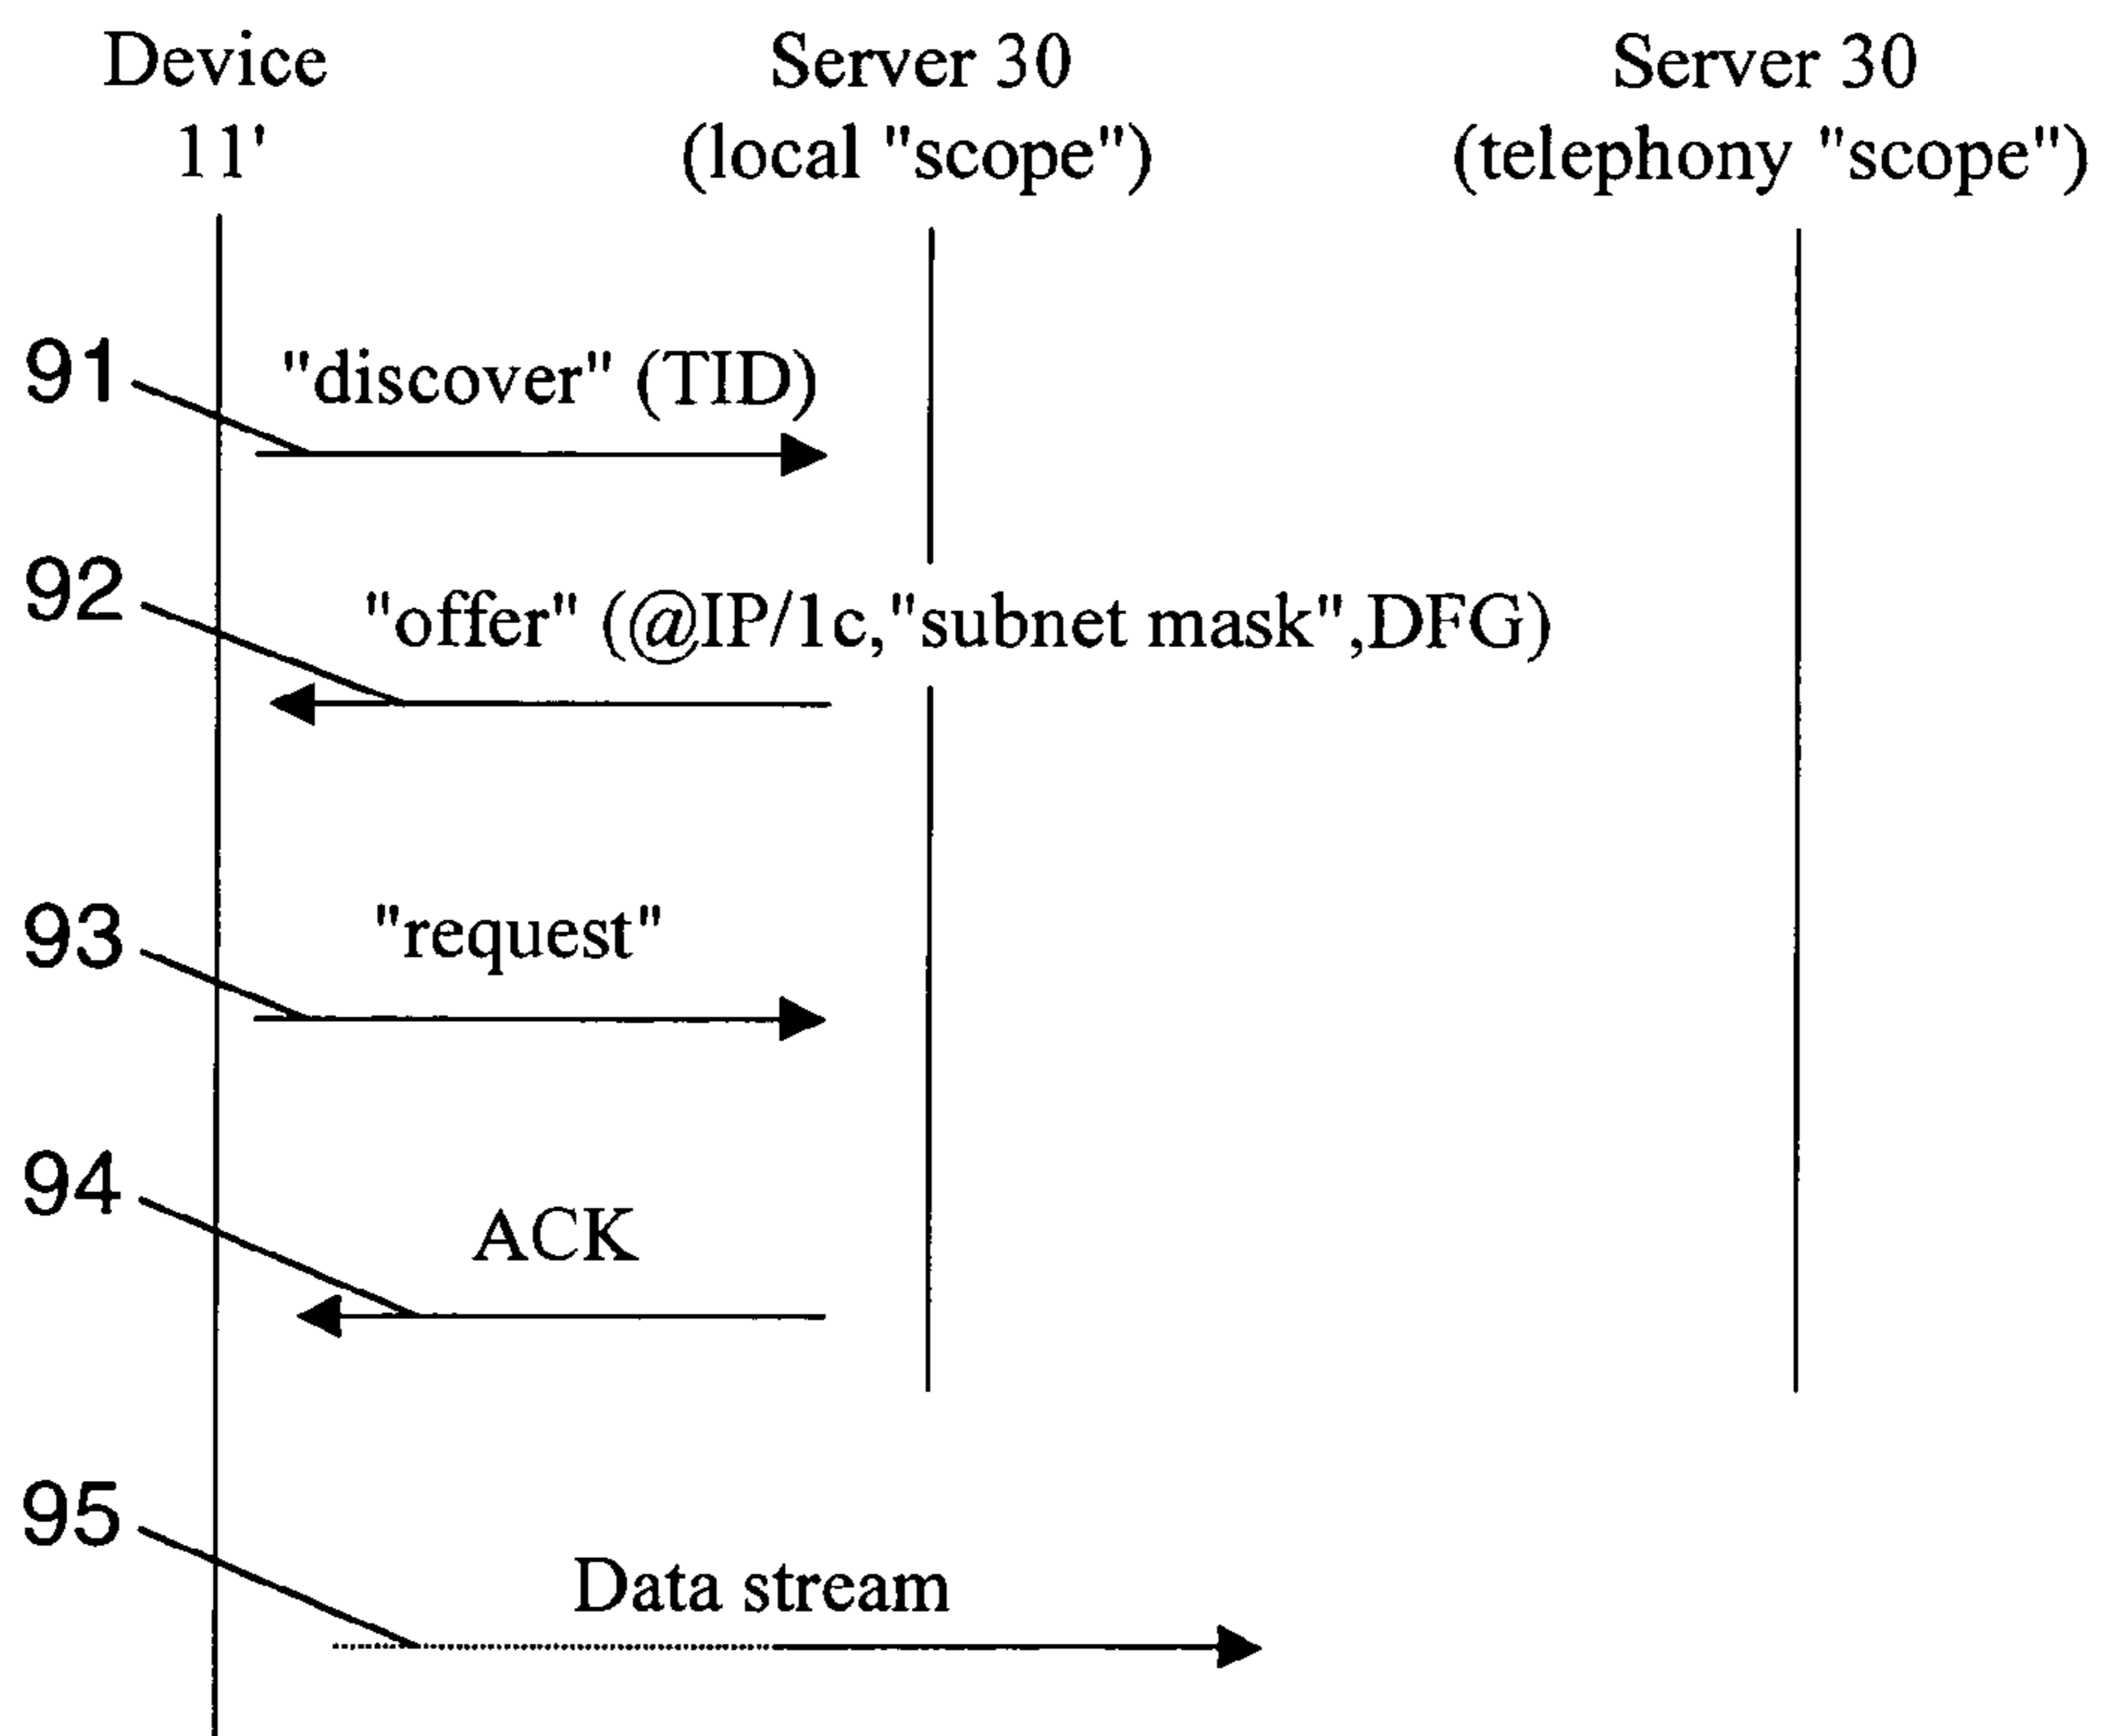 Device
11'
Server 30
(local "scope")
Server 30
(telephony "scope")
91
"discover" (TID)
92
"offer" (@IP/1c,"subnet mask",DFG)
93
"request"
94
ACK
95
Data stream